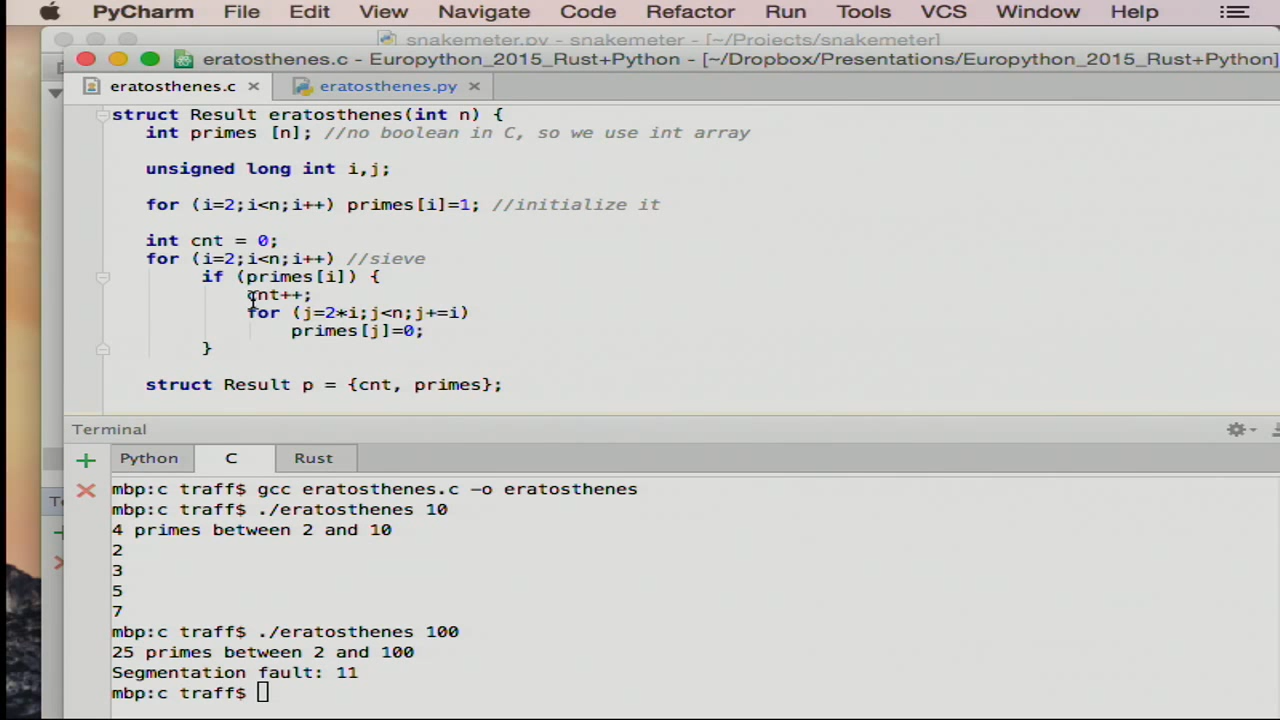 PyCharm File Edit View Navigate Code Refactor Run Tools VCS Window Help
snakemeter.py - snakemeter - [~/Projects/snakemeter]
eratosthenes.c - Europython_2015_Rust+Python - [~/Dropbox/Presentations/Europython_2015_Rust+Python]
eratosthenes.c eratosthenes.py
struct Result eratosthenes(int n) {
int primes [n]; //no boolean in C, so we use int array
unsigned long int i,j;
for (i=2;i<n;i++) primes[i]=1; //initialize it
int cnt = 0;
for (i=2;i<n;i++) //sieve
if (primes[i]) {
cnt++;
for (j=2*i;j<n;j+=i)
primes[j]=0;
}
struct Result p = {cnt, primes};
Terminal
Python C Rust
mbp:c traff$ gcc eratosthenes.c -o eratosthenes
mbp:c traff$ ./eratosthenes 10
4 primes between 2 and 10
2
3
5
7
mbp:c traff$ ./eratosthenes 100
25 primes between 2 and 100
Segmentation fault: 11
mbp:c traff$